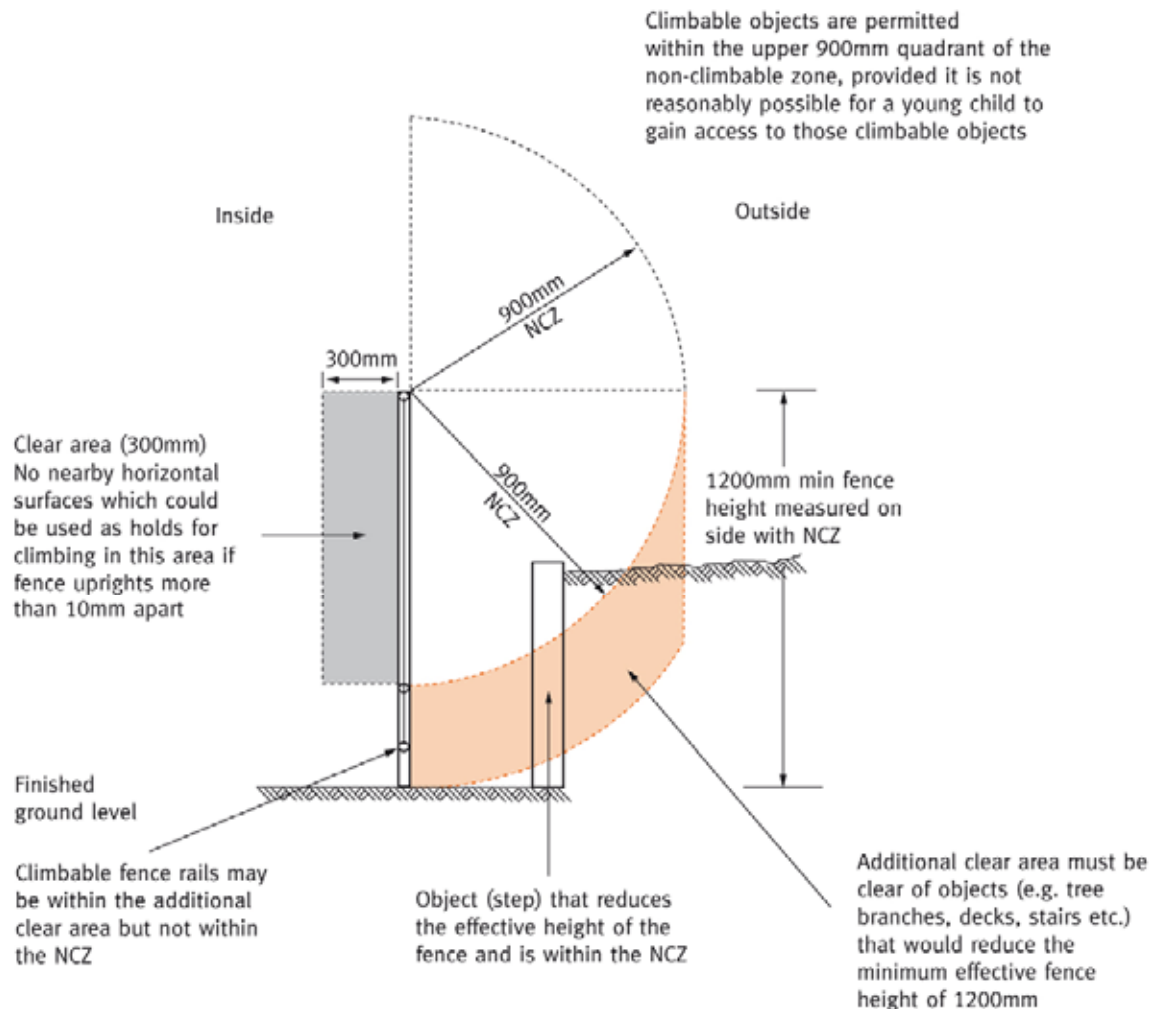 Climbable objects are permitted
within the upper 900mm quadrant of the
non-climbable zone, provided it is not
reasonably possible for a young child to
gain access to those climbable objects
Inside
Outside
900mm
NCZ
300mm
Clear area (300mm)
No nearby horizontal
surfaces which could
be used as holds for
climbing in this area if
fence uprights more
than 10mm apart
900mm
NCZ
1200mm min fence
height measured on
side with NCZ
Finished
ground level
Climbable fence rails may
be within the additional
clear area but not within
the NCZ
Object (step) that reduces
the effective height of the
fence and is within the NCZ
Additional clear area must be
clear of objects (e.g. tree
branches, decks, stairs etc.)
that would reduce the
minimum effective fence
height of 1200mm